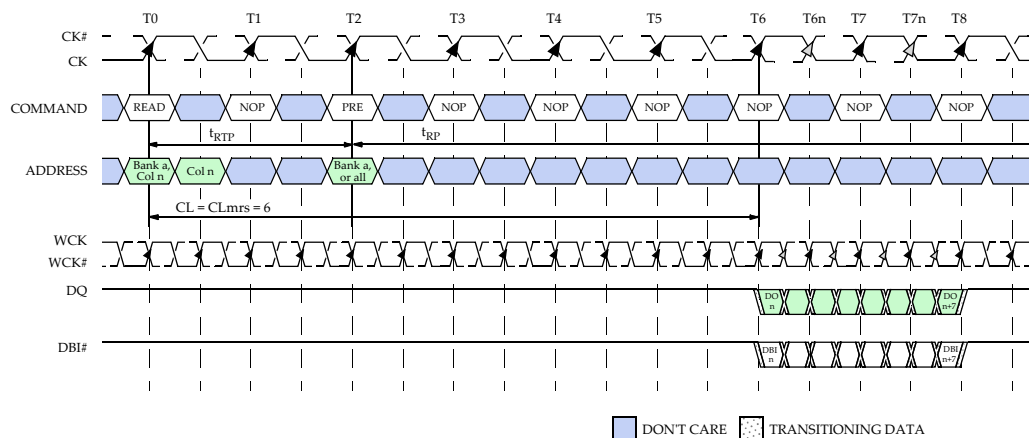 T0 T1 T2 T3 T4 T5 T6 T6n T7 T7n T8
CK#
CK
COMMAND READ NOP PRE NOP NOP NOP NOP NOP NOP
tRTP tRP
ADDRESS Bank a, Col n Col n Bank a, or all
CL = CLmrs = 6
WCK
WCK#
DQ DO n DO n+7
DBI# DBI n DBI n+7
DON'T CARE TRANSITIONING DATA